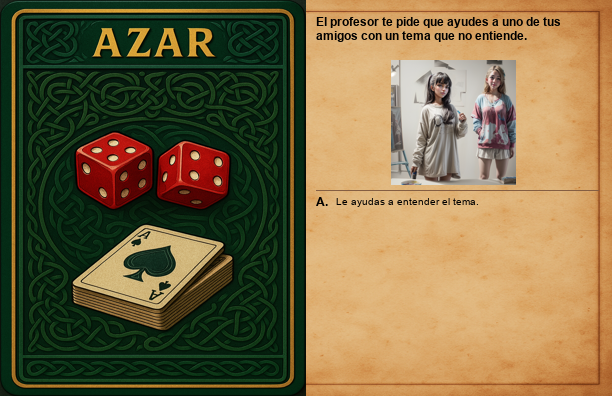 AZAR
A
A
El profesor te pide que ayudes a uno de tus
amigos con un tema que no entiende.
A. Le ayudas a entender el tema.